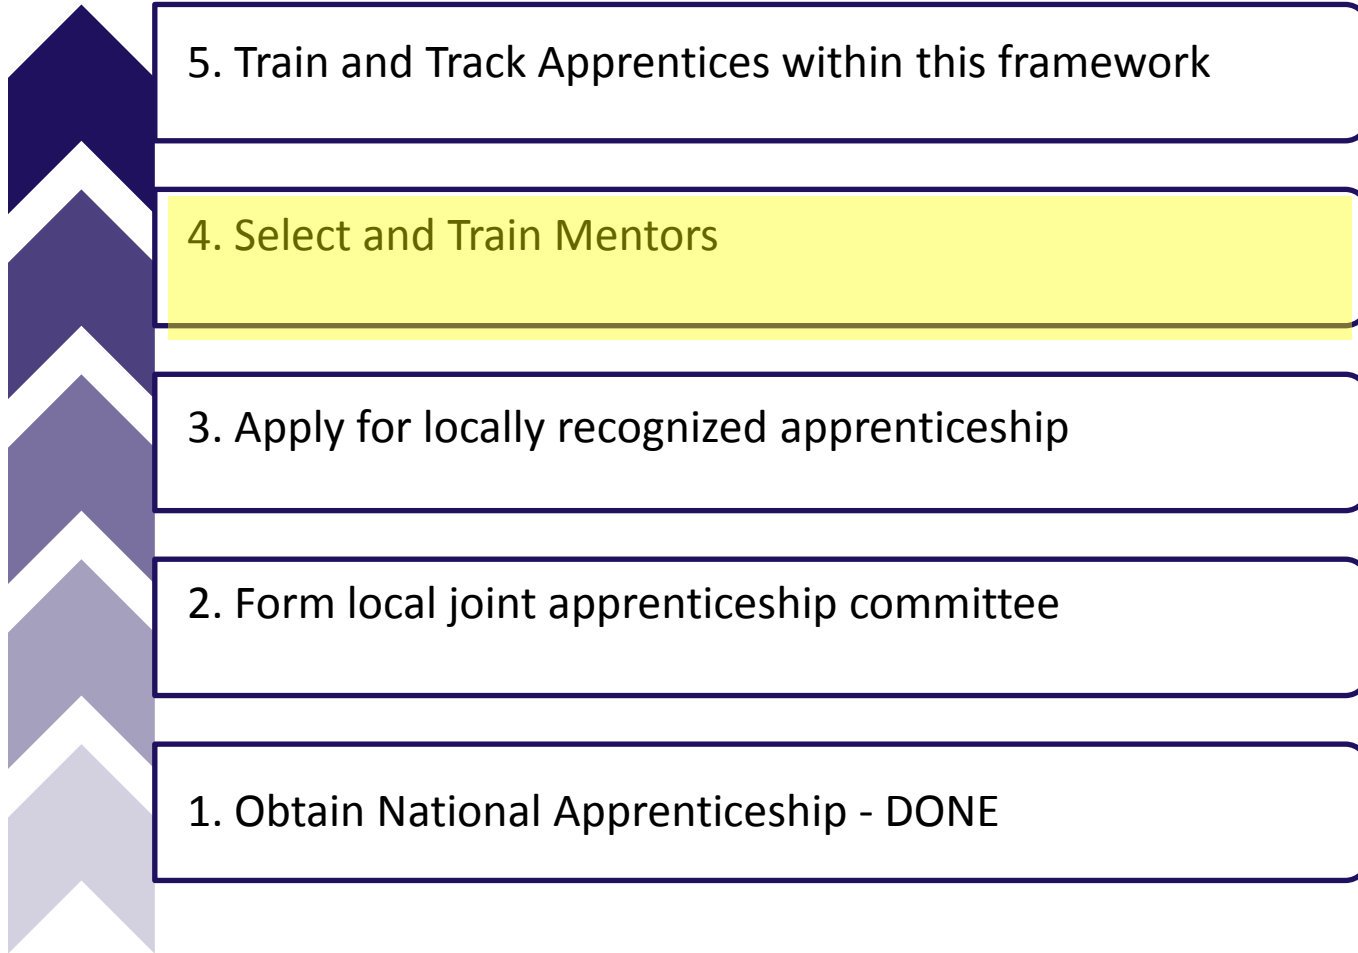 5. Train and Track Apprentices within this framework
4. Select and Train Mentors
3. Apply for locally recognized apprenticeship
2. Form local joint apprenticeship committee
1. Obtain National Apprenticeship - DONE